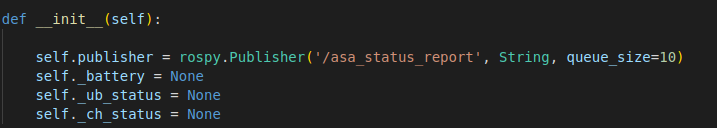 def __init__(self):
self.publisher = rospy.Publisher('/asa_status_report', String, queue_size=10)
self._battery = None
self._ub_status = None
self._ch_status = None